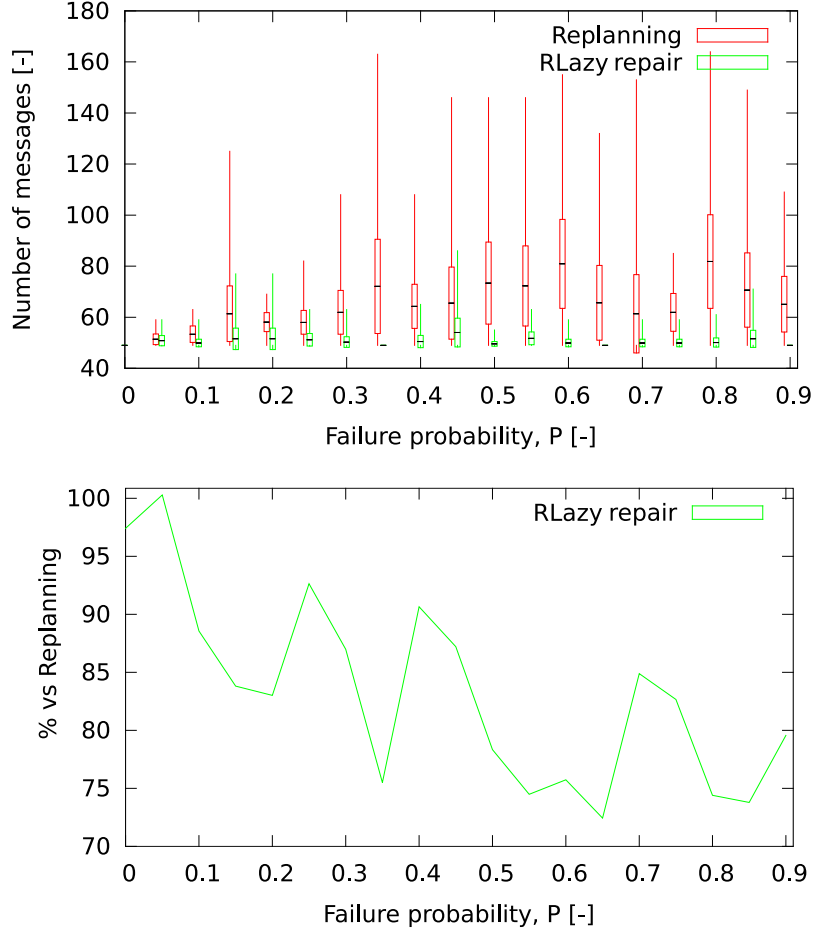 180
160
140
120
100
80
60
40
Number of messages [-]
Replanning
RLazy repair
0 0.1 0.2 0.3 0.4 0.5 0.6 0.7 0.8 0.9
Failure probability, P [-]
100
95
90
85
80
75
70
% vs Replanning
RLazy repair
0 0.1 0.2 0.3 0.4 0.5 0.6 0.7 0.8 0.9
Failure probability, P [-]